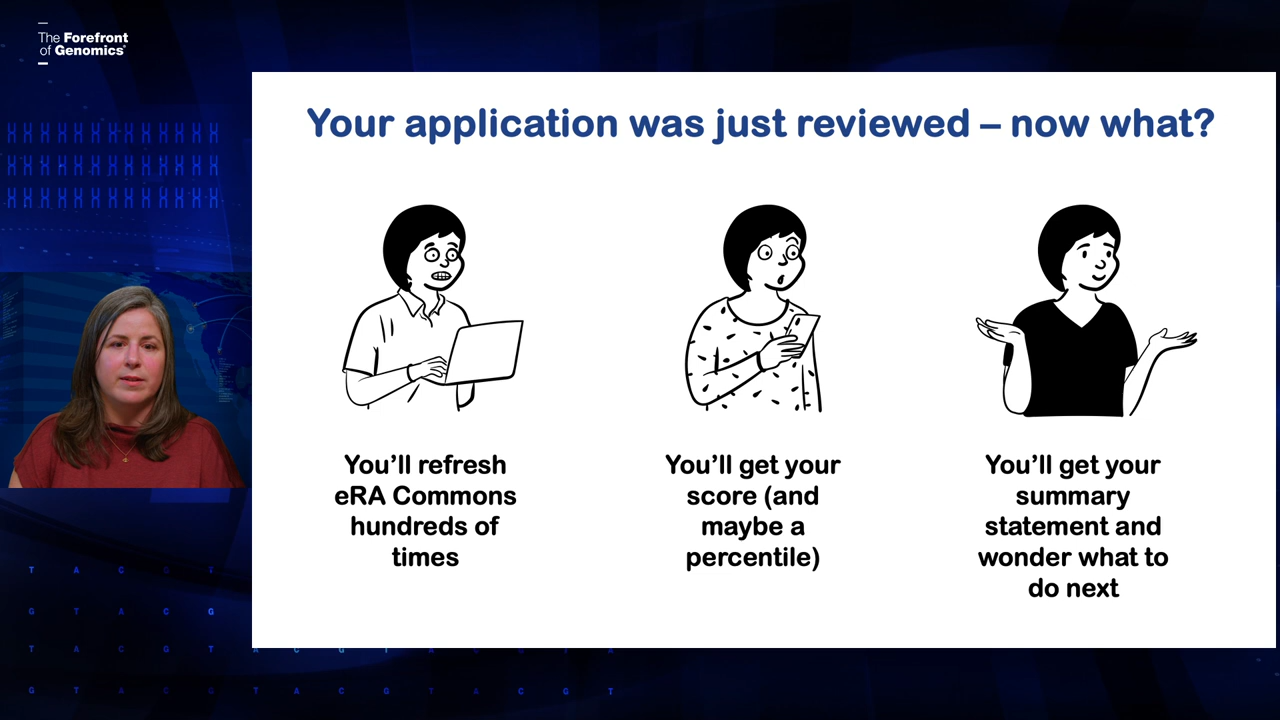 The Forefront
of Genomics®
Your application was just reviewed – now what?
You’ll refresh
eRA Commons
hundreds of
times
You’ll get your
score (and
maybe a
percentile)
You’ll get your
summary
statement and
wonder what to
do next
T A C G T
G T A C G
T A C G T A C G T A
G T A C G T A C G T A C G T